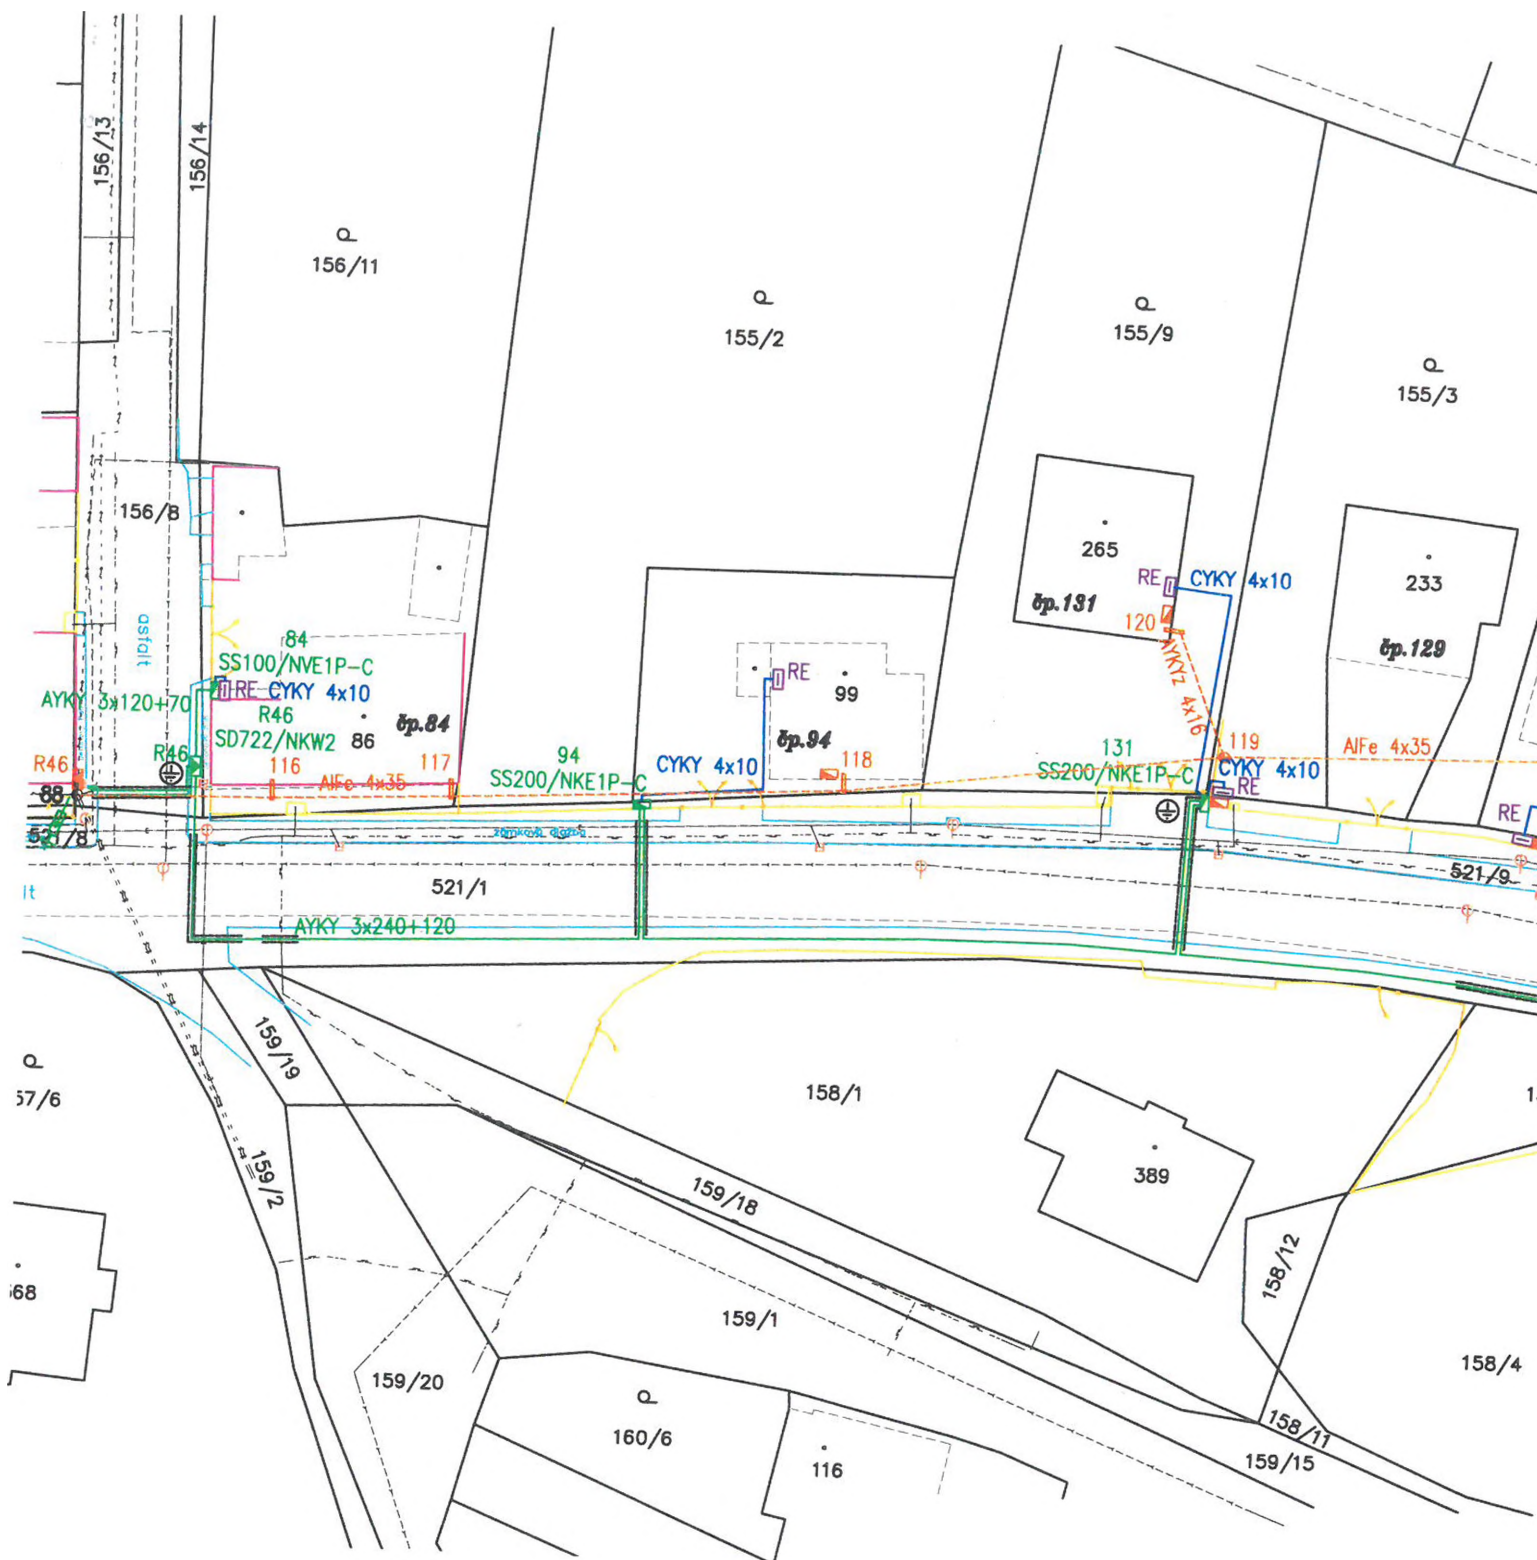 156/13
156/14
156/11
155/2
155/9
155/3
156/8
asfalt
265
čp.131
RE
CYKY 4x10
120
AYKYz 4x16
233
čp.129
84
SS100/NVE1P-C
AYKY 3x120+70
RE
CYKY 4x10
R46
SD722/NKW2
86
čp.84
RE
99
čp.94
R46
R46
116
AlFe 4x35
117
94
SS200/NKE1P-C
CYKY 4x10
118
131
SS200/NKE1P-C
119
CYKY 4x10
RE
AlFe 4x35
RE
88
521/8
zámková dlažba
521/1
521/9
lt
AYKY 3x240+120
57/6
159/19
158/1
159/2
159/18
389
158/12
68
159/1
158/4
159/20
160/6
116
158/11
159/15